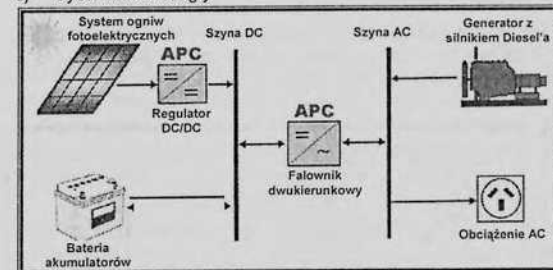 System ogniw
fotoelektrycznych
Szyna DC
Szyna AC
Generator z
silnikiem Diesel'a
APC
Regulator
DC/DC
APC
Falownik
dwukierunkowy
Bateria
akumulatorów
Obciążenie AC